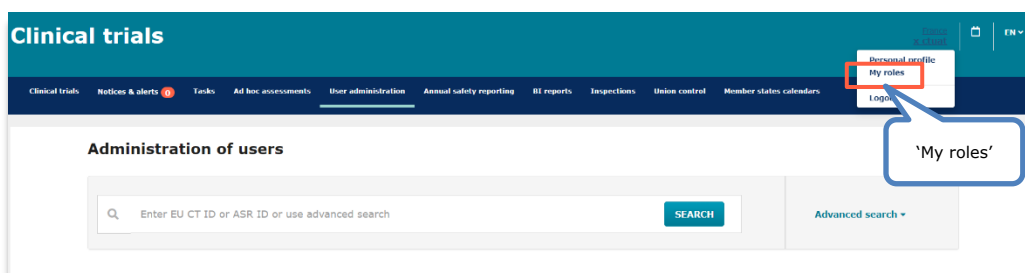 Clinical trials
EN
Personal profile
My roles
Logout
Clinical trials Notices & alerts 0 Tasks Ad hoc assessments User administration Annual safety reporting BI reports Inspections Union control Member states calendars
'My roles'
Administration of users
Enter EU CT ID or ASR ID or use advanced search SEARCH Advanced search